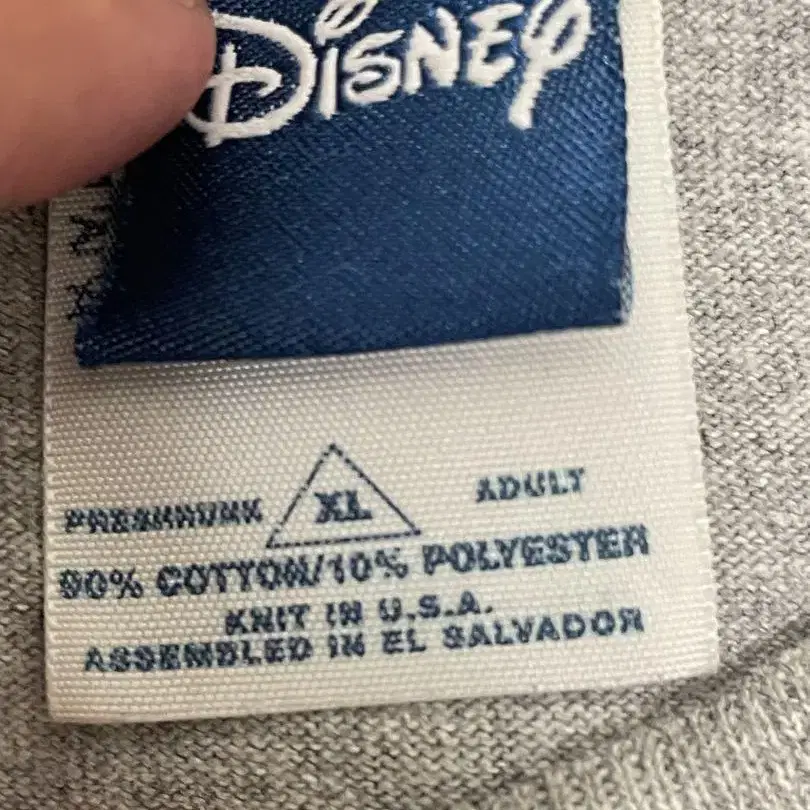 Disney
PRESHRUNK XL ADULT
90% COTTON/10% POLYESTER
KNIT IN U.S.A.
ASSEMBLED IN EL SALVADOR